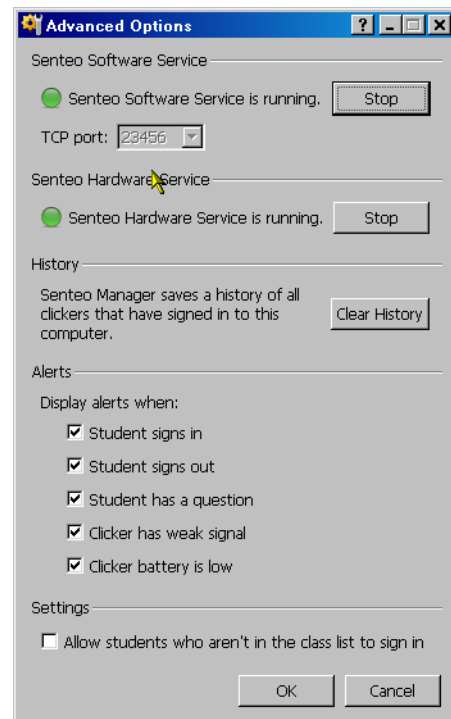 Advanced Options
Senteo Software Service
Senteo Software Service is running. Stop
TCP port: 23456
Senteo Hardware Service
Senteo Hardware Service is running. Stop
History
Senteo Manager saves a history of all
clickers that have signed in to this
computer.
Clear History
Alerts
Display alerts when:
Student signs in
Student signs out
Student has a question
Clicker has weak signal
Clicker battery is low
Settings
Allow students who aren't in the class list to sign in
OK Cancel